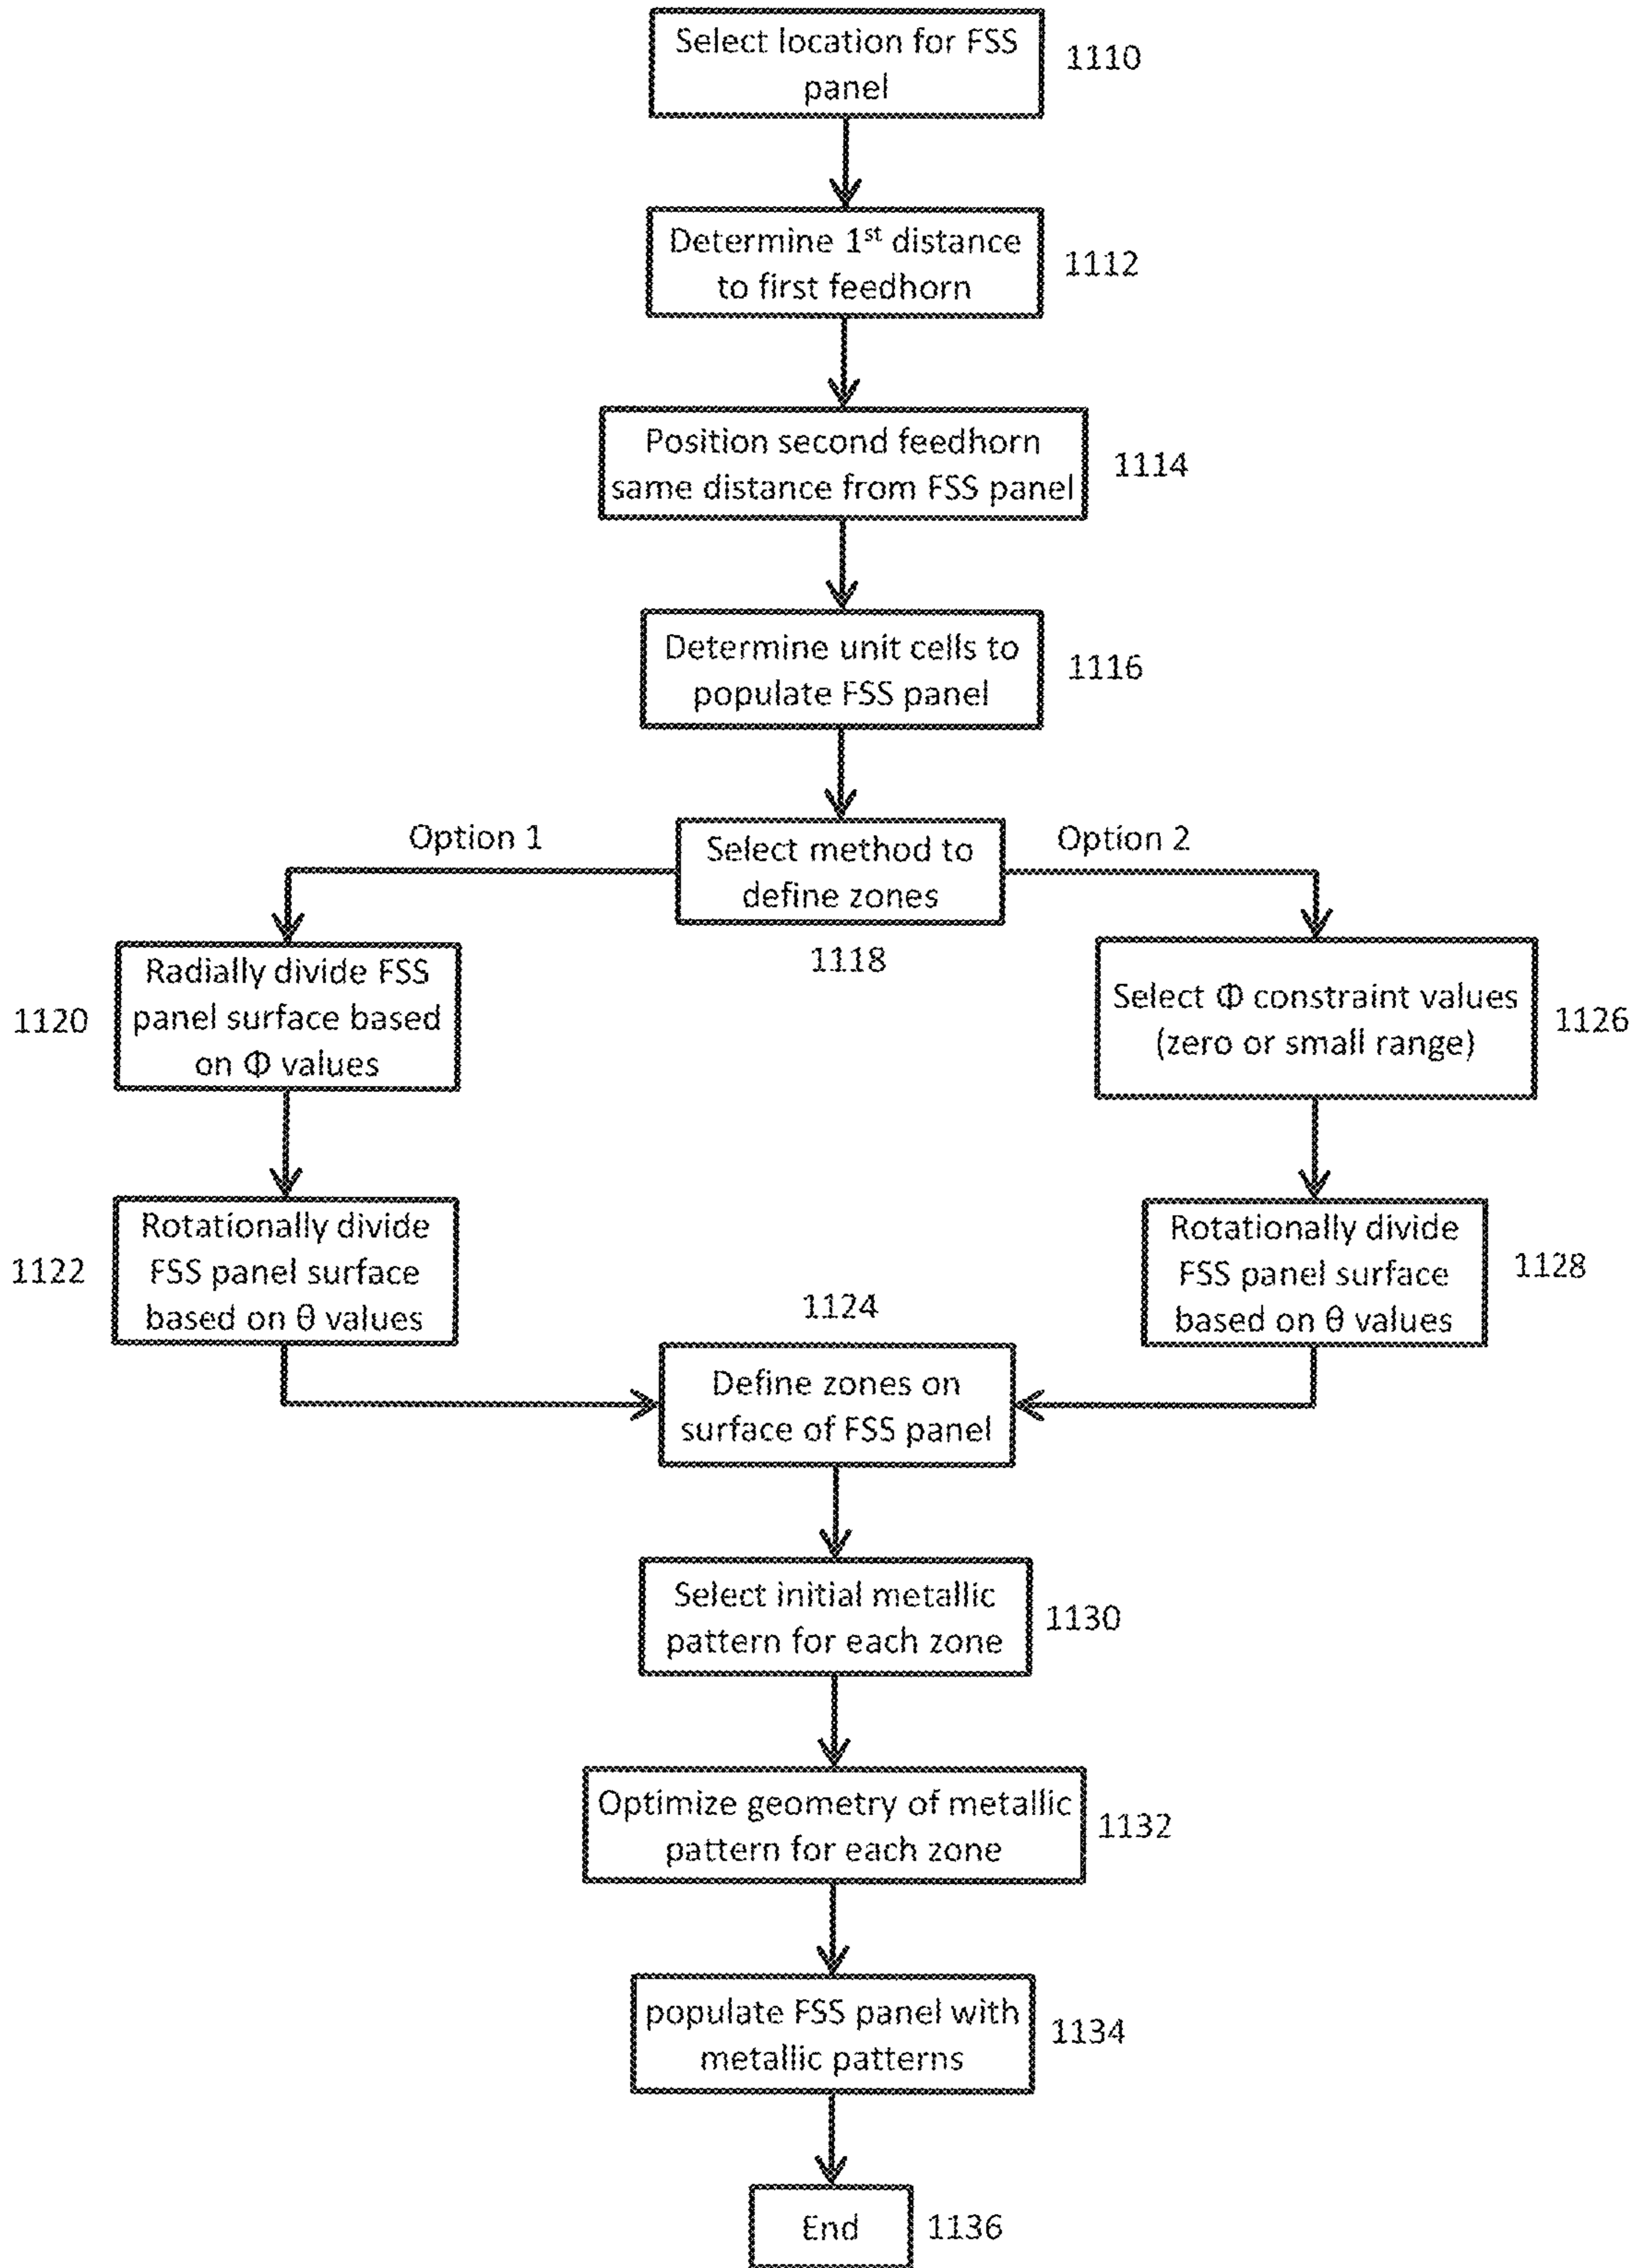 Select location for FSS
panel
1110
Determine 1st distance
to first feedhorn
1112
Position second feedhorn
same distance from FSS panel
1114
Determine unit cells to
populate FSS panel
1116
Option 1
Select method to
define zones
1118
Option 2
Radially divide FSS
panel surface based
on Φ values
1120
Select Φ constraint values
(zero or small range)
1126
Rotationally divide
FSS panel surface
based on θ values
1122
Rotationally divide
FSS panel surface
based on θ values
1128
1124
Define zones on
surface of FSS panel
Select initial metallic
pattern for each zone
1130
Optimize geometry of metallic
pattern for each zone
1132
populate FSS panel with
metallic patterns
1134
End
1136